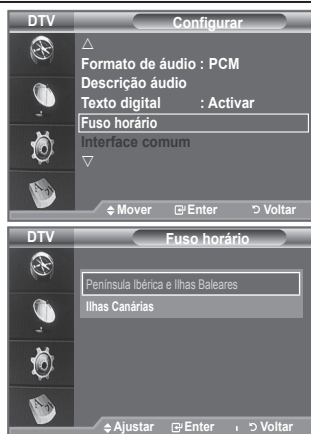 DTV Configurar
△
Formato de áudio : PCM
Descrição áudio
Texto digital : Activar
Fuso horário
Interface comum
▽
Mover Enter Voltar
DTV Fuso horário
Península Ibérica e Ilhas Baleares
Ilhas Canárias
Ajustar Enter Voltar